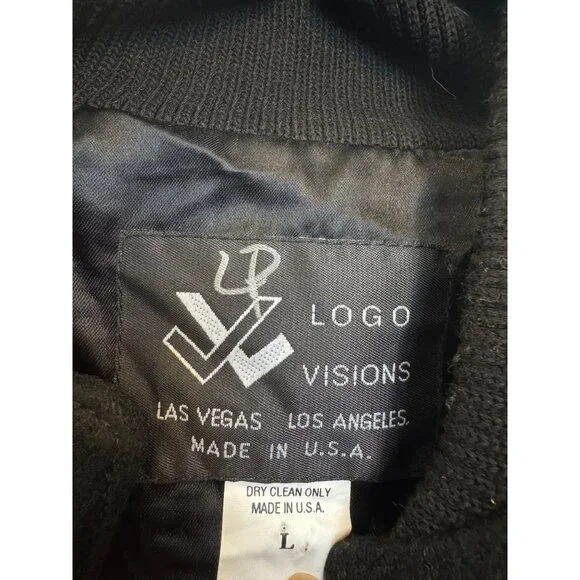 LOGO
VISIONS
LAS VEGAS LOS ANGELES.
MADE IN U.S.A.
DRY CLEAN ONLY
MADE IN U.S.A.
L